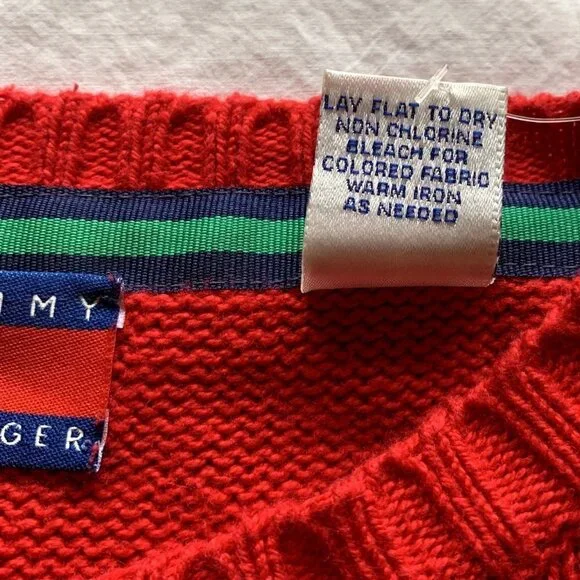 LAY FLAT TO DRY
NON CHLORINE
BLEACH FOR
COLORED FABRIC
WARM IRON
AS NEEDED
MMY
GER